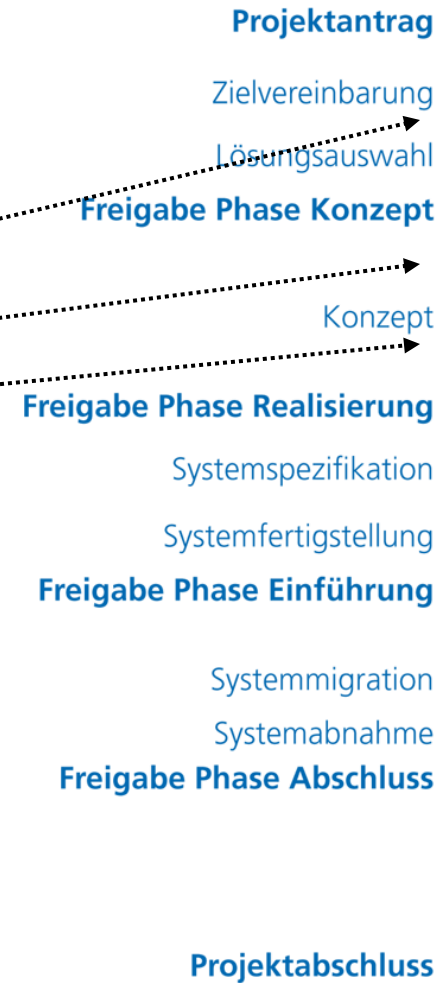 Projektantrag
Zielvereinbarung
Lösungsauswahl
Freigabe Phase Konzept
Konzept
Freigabe Phase Realisierung
Systemspezifikation
Systemfertigstellung
Freigabe Phase Einführung
Systemmigration
Systemabnahme
Freigabe Phase Abschluss
Projektabschluss